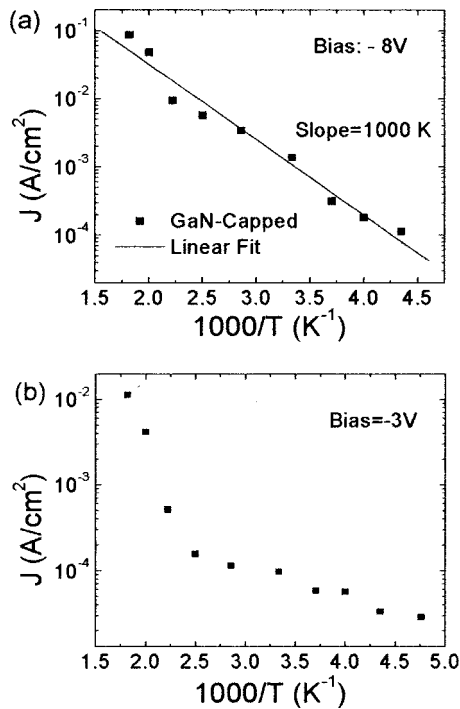 (a)
10^-1
Bias: - 8V
10^-2
J (A/cm^2)
Slope=1000 K
10^-3
GaN-Capped
10^-4
Linear Fit
1.5 2.0 2.5 3.0 3.5 4.0 4.5
1000/T (K^-1)
(b)
10^-2
Bias=-3V
10^-3
J (A/cm^2)
10^-4
1.5 2.0 2.5 3.0 3.5 4.0 4.5 5.0
1000/T (K^-1)